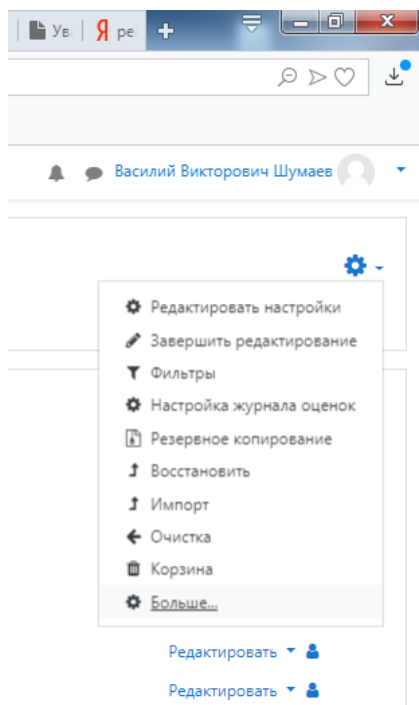 Ув
Я ре
Василий Викторович Шумаев
Редактировать настройки
Завершить редактирование
Фильтры
Настройка журнала оценок
Резервное копирование
Восстановить
Импорт
Очистка
Корзина
Больше...
Редактировать
Редактировать